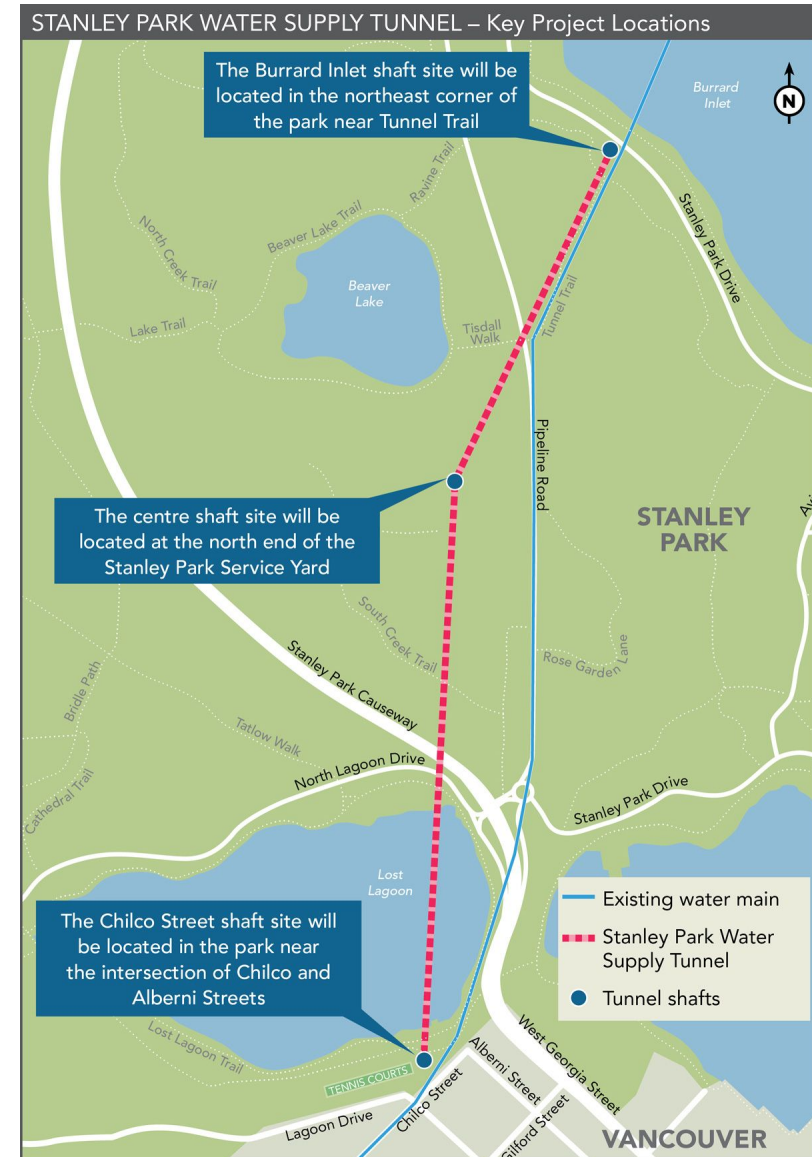 STANLEY PARK WATER SUPPLY TUNNEL – Key Project Locations
The Burrard Inlet shaft site will be
located in the northeast corner of
the park near Tunnel Trail
Burrard
Inlet
N
Ravine Trail
Stanley Park Drive
Beaver Lake Trail
North Creek Trail
Beaver
Lake
Tunnel Trail
Lake Trail
Tisdall
Walk
Pipeline Road
The centre shaft site will be
located at the north end of the
Stanley Park Service Yard
STANLEY
PARK
South Creek Trail
Rose Garden Lane
Stanley Park Causeway
Bridle Path
Tatlow Walk
North Lagoon Drive
Cathedral Trail
Stanley Park Drive
Lost
Lagoon
Existing water main
Stanley Park Water
Supply Tunnel
Tunnel shafts
The Chilco Street shaft site will
be located in the park near
the intersection of Chilco and
Alberni Streets
Lost Lagoon Trail
TENNIS COURTS
West Georgia Street
Alberni Street
Chilco Street
Gilford Street
Lagoon Drive
VANCOUVER